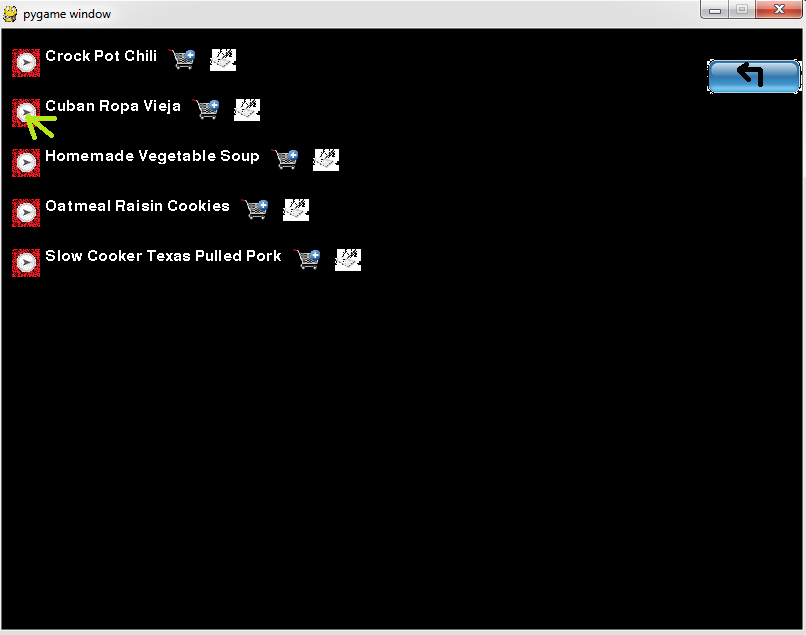 pygame window
Crock Pot Chili
Cuban Ropa Vieja
Homemade Vegetable Soup
Oatmeal Raisin Cookies
Slow Cooker Texas Pulled Pork